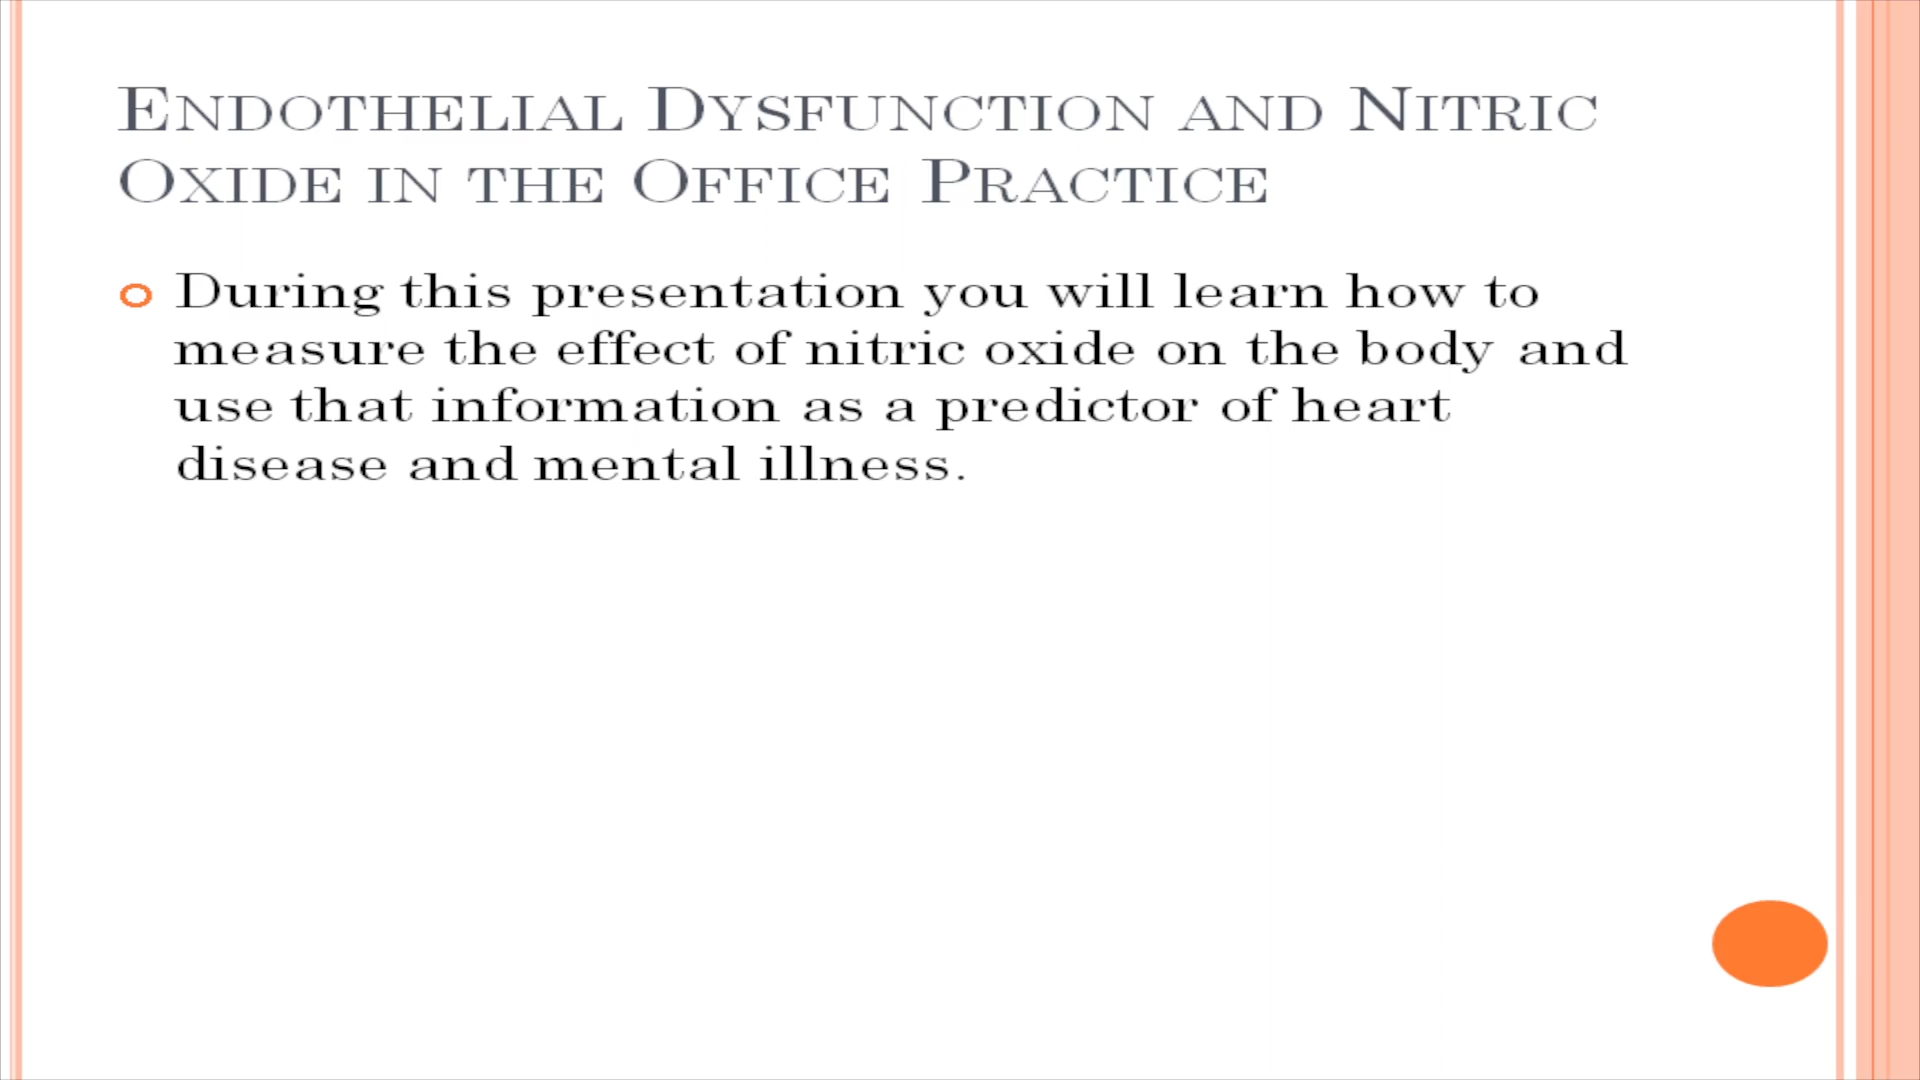 Endothelial Dysfunction and Nitric
Oxide in the Office Practice
During this presentation you will learn how to
measure the effect of nitric oxide on the body and
use that information as a predictor of heart
disease and mental illness.